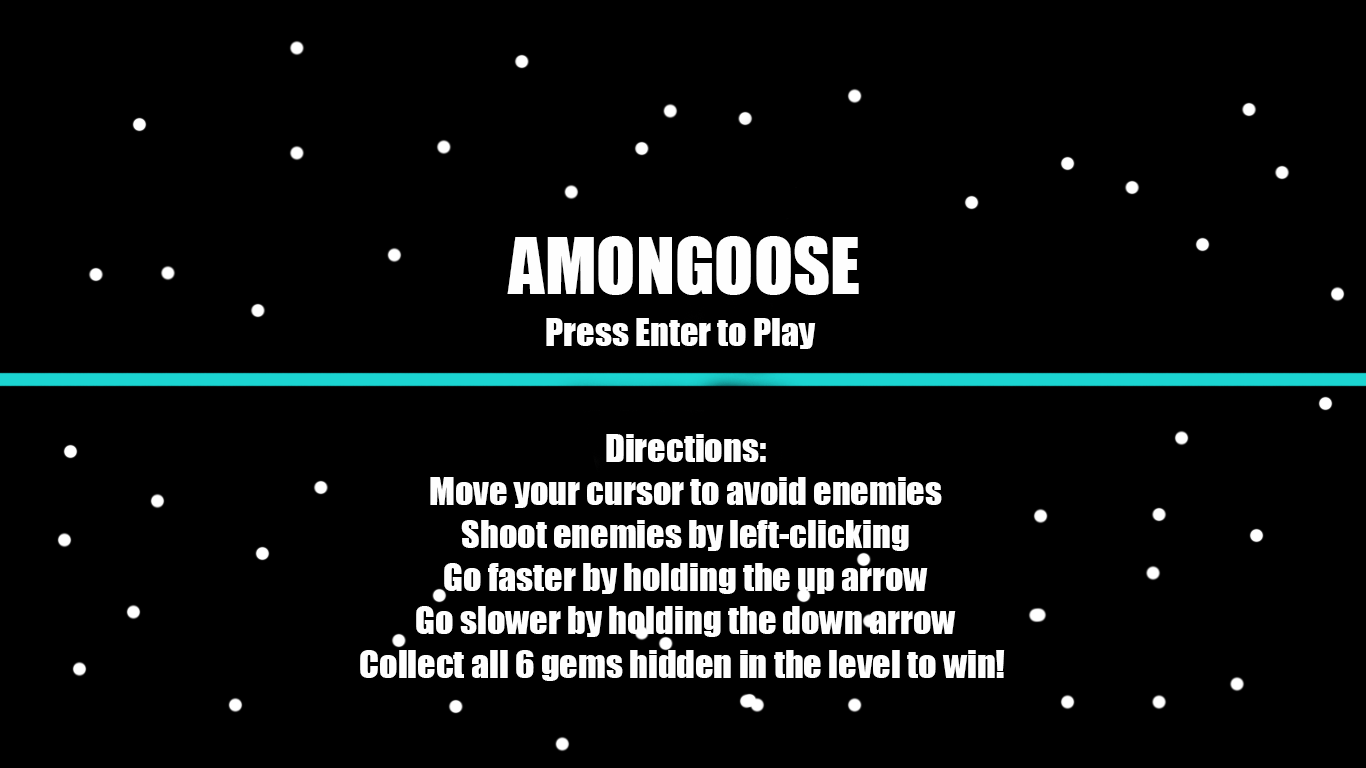 AMONGOOSE
Press Enter to Play
Directions:
Move your cursor to avoid enemies
Shoot enemies by left-clicking
Go faster by holding the up arrow
Go slower by holding the down arrow
Collect all 6 gems hidden in the level to win!